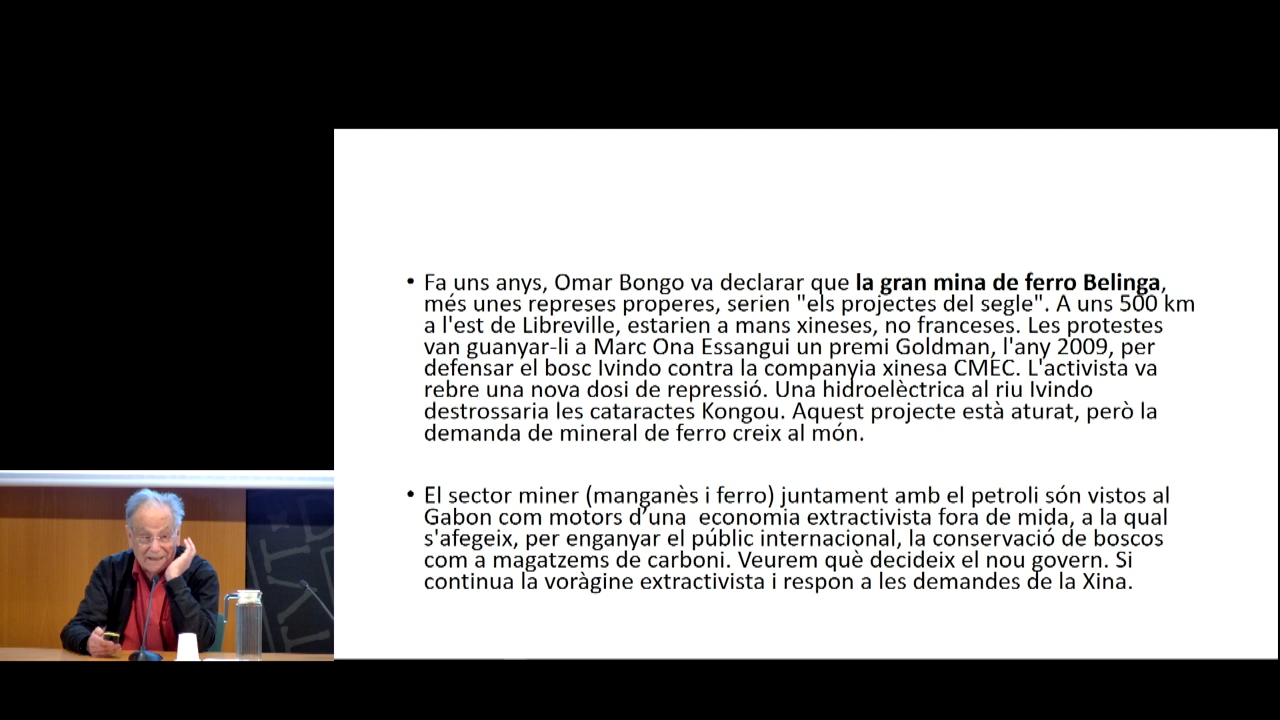 • Fa uns anys, Omar Bongo va declarar que la gran mina de ferro Belinga,
més unes represes properes, serien "els projectes del segle". A uns 500 km
a l'est de Libreville, estarien a mans xineses, no franceses. Les protestes
van guanyar-li a Marc Ona Essangui un premi Goldman, l'any 2009, per
defensar el bosc Ivindo contra la companyia xinesa CMEC. L'activista va
rebre una nova dosi de repressió. Una hidroelèctrica al riu Ivindo
destrossaria les cataractes Kongou. Aquest projecte està aturat, però la
demanda de mineral de ferro creix al món.
• El sector miner (manganès i ferro) juntament amb el petroli són vistos al
Gabon com motors d'una  economia extractivista fora de mida, a la qual
s'afegeix, per enganyar el públic internacional, la conservació de boscos
com a magatzems de carboni. Veurem què decideix el nou govern. Si
continua la voràgine extractivista i respon a les demandes de la Xina.